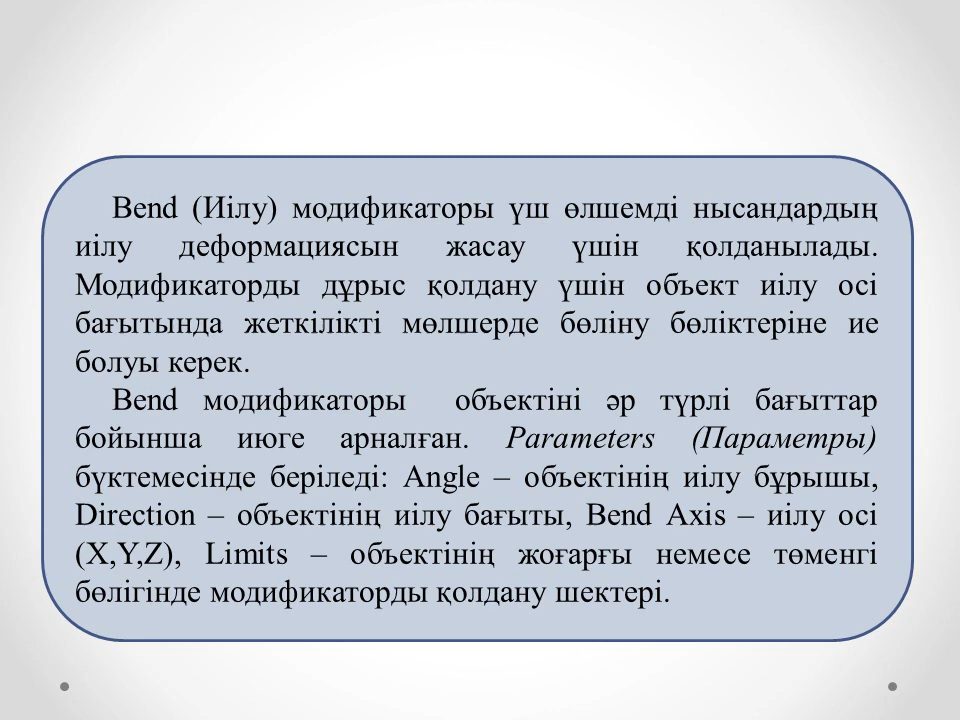 Bend (Иілу) модификаторы үш өлшемді нысандардың
иілу деформациясын жасау үшін қолданылады.
Модификаторды дұрыс қолдану үшін объект иілу осі
бағытында жеткілікті мөлшерде бөліну бөліктеріне ие
болуы керек.
Bend модификаторы объектіні әр түрлі бағыттар
бойынша июге арналған. Parameters (Параметры)
бүктемесінде беріледі: Angle – объектінің иілу бұрышы,
Direction – объектінің иілу бағыты, Bend Axis – иілу осі
(X,Y,Z), Limits – объектінің жоғарғы немесе төменгі
бөлігінде модификаторды қолдану шектері.